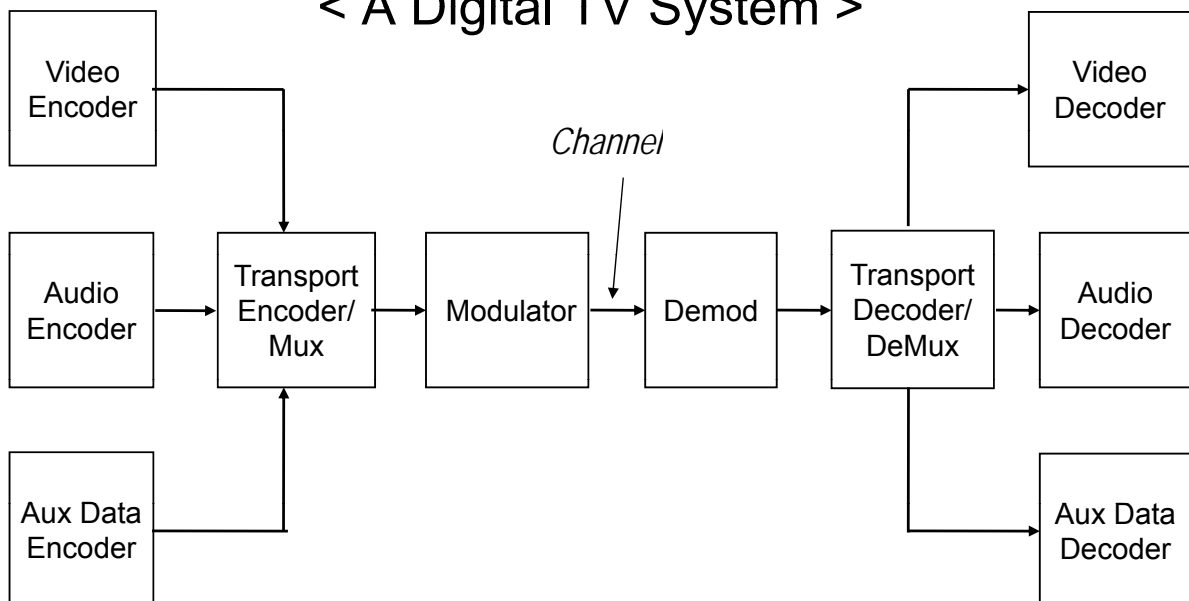 < A Digital TV System >
Video
Encoder
Video
Decoder
Channel
Audio
Encoder
Transport
Encoder/
Mux
Modulator
Demod
Transport
Decoder/
DeMux
Audio
Decoder
Aux Data
Encoder
Aux Data
Decoder